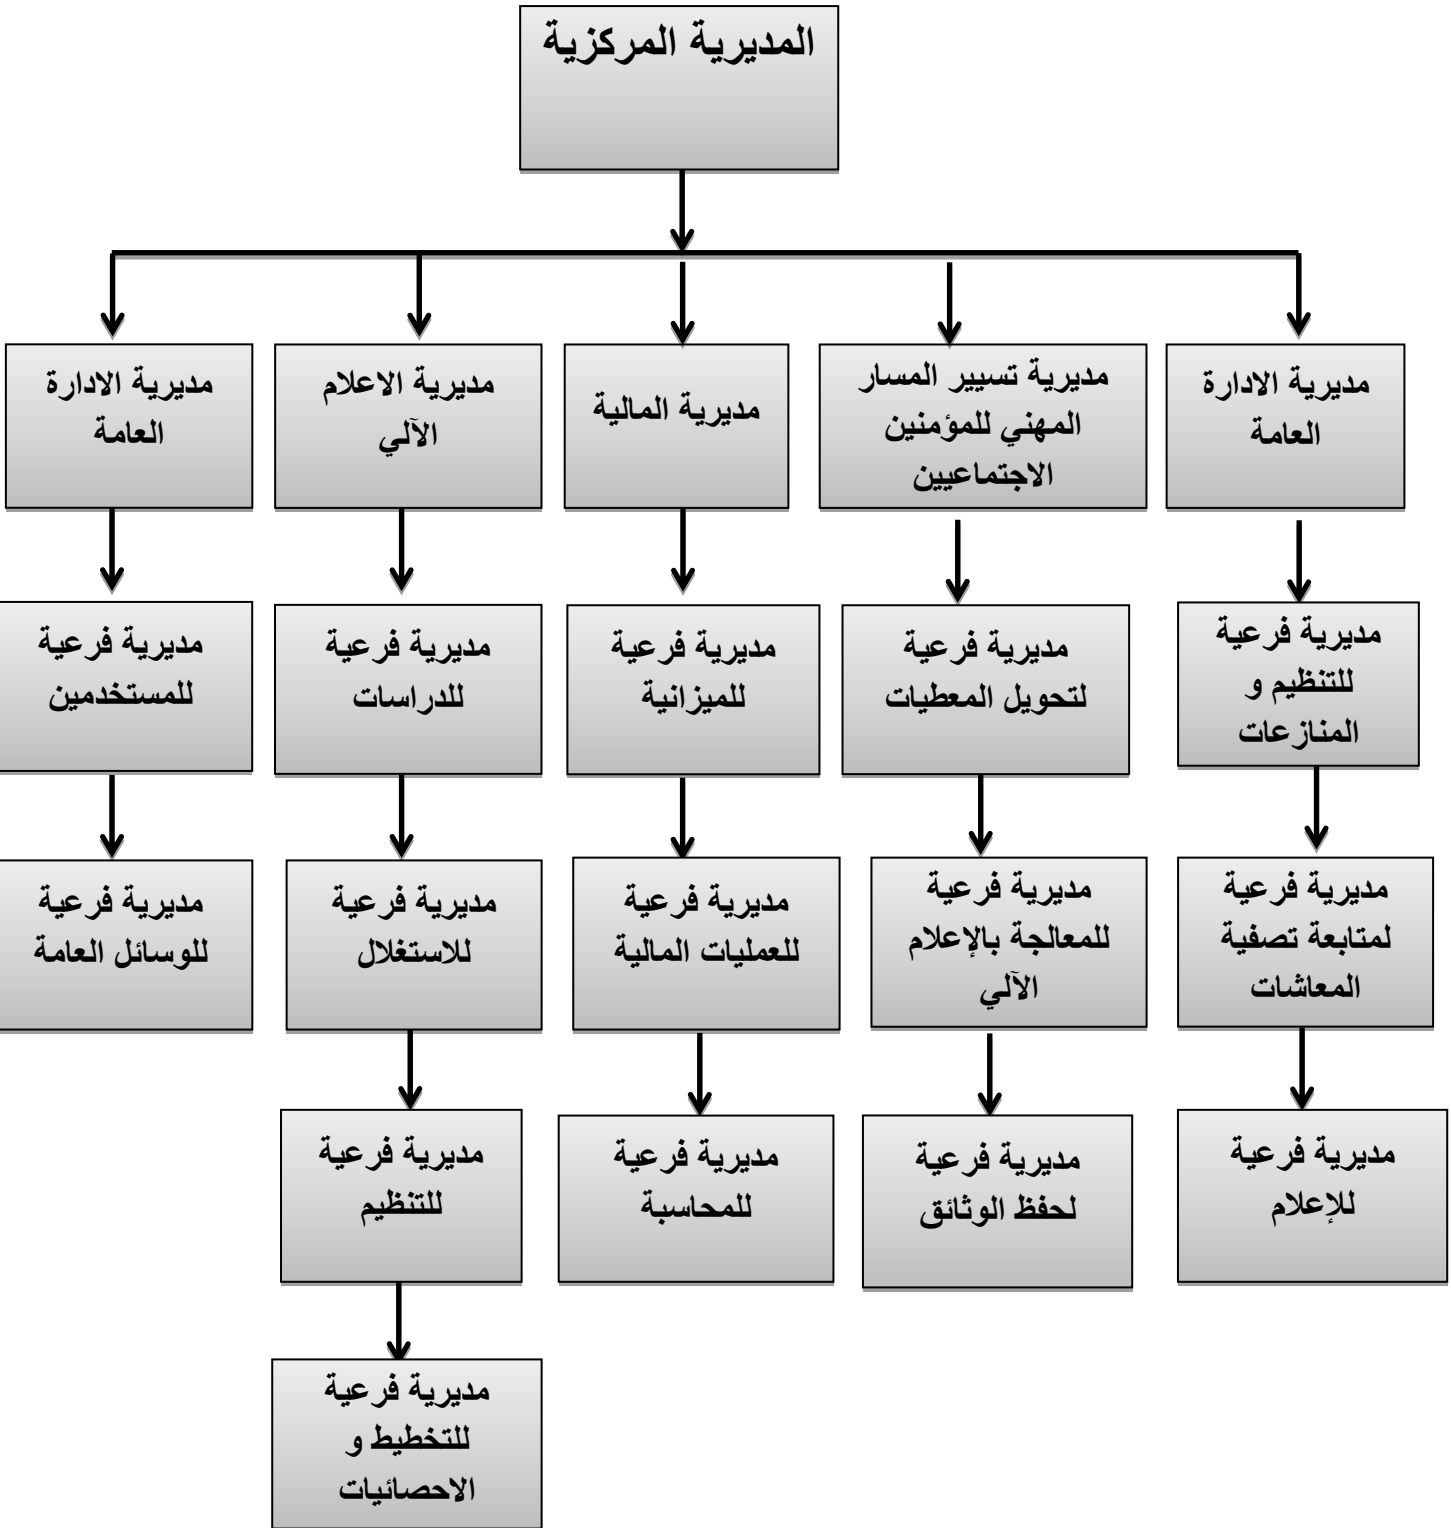 المديرية المركزية
مديرية الادارة
العامة
مديرية تسيير المسار
المهني للمؤمنين
الاجتماعيين
مديرية المالية
مديرية الاعلام
الآلي
مديرية الادارة
العامة
مديرية فرعية
للتنظيم و
المنازعات
مديرية فرعية
لتحويل المعطيات
مديرية فرعية
للميزانية
مديرية فرعية
للدراسات
مديرية فرعية
للمستخدمين
مديرية فرعية
لمتابعة تصفية
المعاشات
مديرية فرعية
للمعالجة بالإعلام
الآلي
مديرية فرعية
للعمليات المالية
مديرية فرعية
للاستغلال
مديرية فرعية
للوسائل العامة
مديرية فرعية
للإعلام
مديرية فرعية
لحفظ الوثائق
مديرية فرعية
للمحاسبة
مديرية فرعية
للتنظيم
مديرية فرعية
للتخطيط و
الاحصائيات